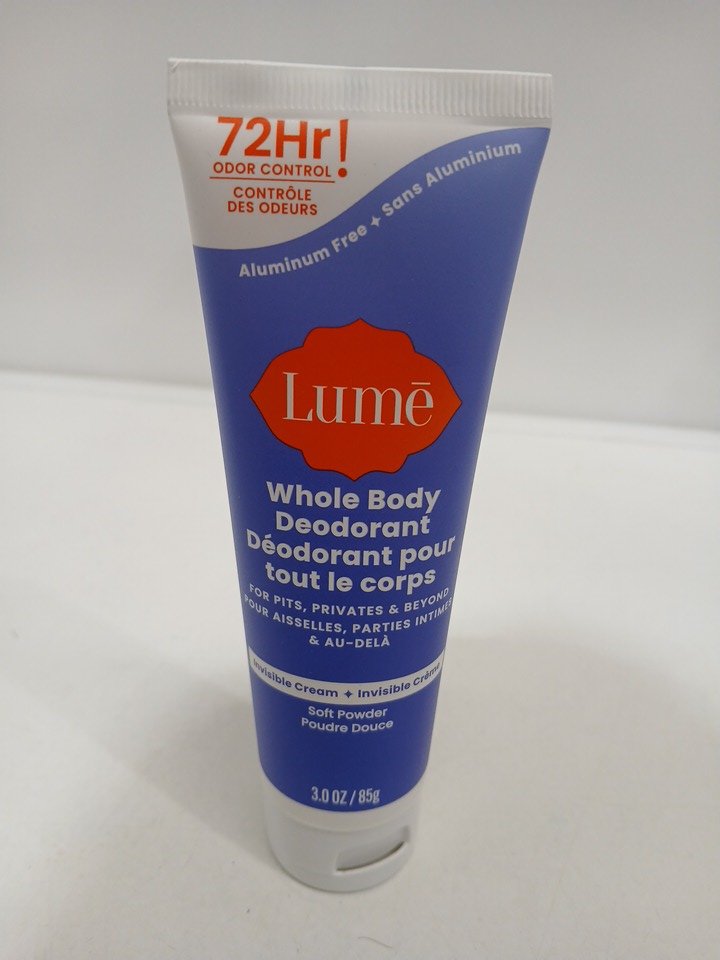 72Hr!
ODOR CONTROL
CONTRÔLE
DES ODEURS
Aluminum Free ✦ Sans Aluminium
Lumē
Whole Body
Deodorant
Déodorant pour
tout le corps
FOR PITS, PRIVATES & BEYOND
POUR AISSELLES, PARTIES INTIMES
& AU-DELÀ
Invisible Cream ✦ Invisible Crème
Soft Powder
Poudre Douce
3.0 OZ / 85g